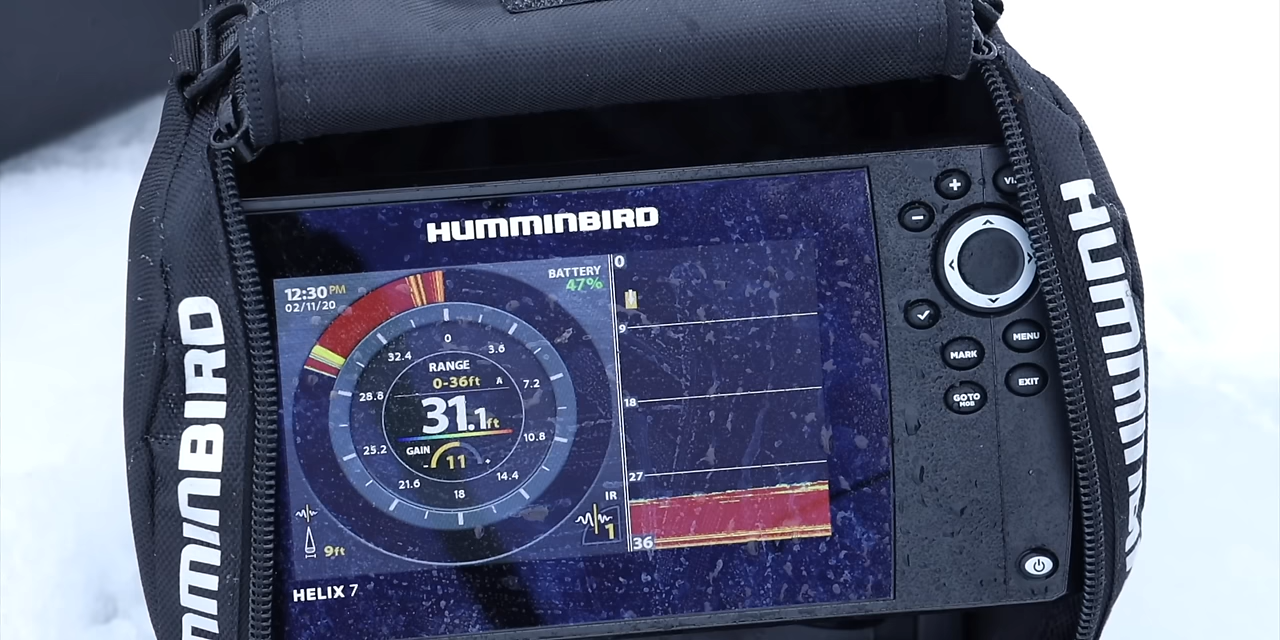 HUMMINBIRD
12:30 PM
02/11/20
BATTERY
47%
0
3.6
7.2
10.8
14.4
18
21.6
25.2
28.8
32.4
RANGE
0-36ft A
31.1ft
GAIN
- 11 +
IR
1
9ft
0
9
18
27
36
HELIX 7
+
-
MARK
MENU
GOTO
MOB
EXIT
HUMMINBIRD